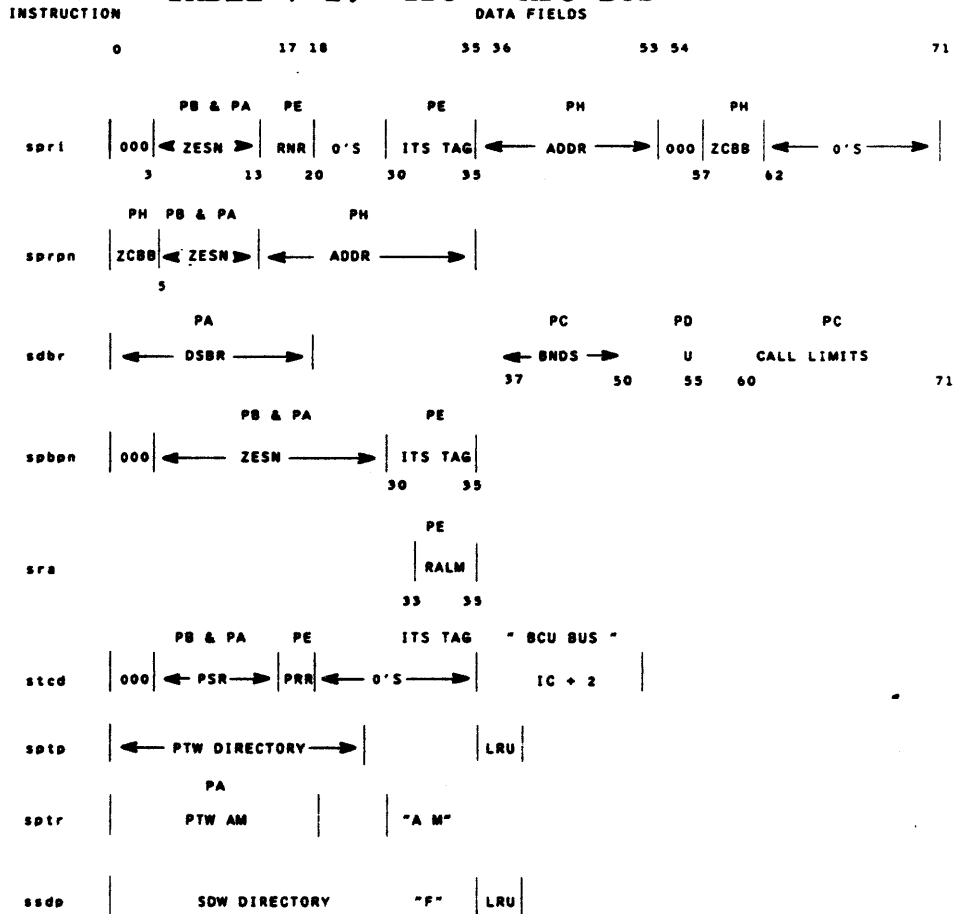 INSTRUCTION DATA FIELDS
0 17 18 35 36 53 54 71
PB & PA PE PE PH PH
spri 000 ZESN RNR 0'S ITS TAG ADDR 000 ZCBB 0'S
3 13 20 30 35 57 62
PH PB & PA PH
sprpn ZCBB ZESN ADDR
5
PA PC PD PC
sdbr DSBR BNDS U CALL LIMITS
37 50 55 60 71
PB & PA PE
spbpn 000 ZESN ITS TAG
30 35
PE
sra RALM
33 35
PB & PA PE ITS TAG " BCU BUS "
stcd 000 PSR PRR 0'S IC + 2
sptp PTW DIRECTORY LRU
PA
sptr PTW AM "A M"
ssdp SDW DIRECTORY "F" LRU